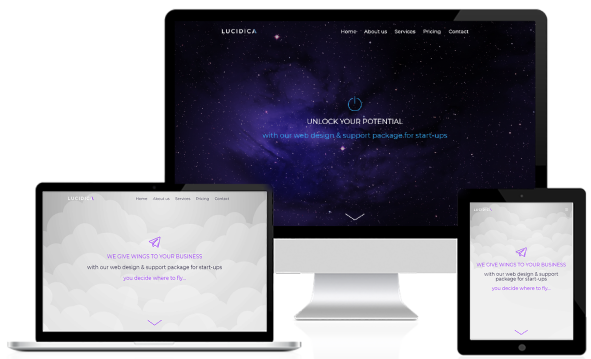 LUCIDICA
Home About us Services Pricing Contact
UNLOCK YOUR POTENTIAL
with our web design & support package for start-ups
LUCIDICA
Home About us Services Pricing Contact
WE GIVE WINGS TO YOUR BUSINESS
with our web design & support package for start-ups
you decide where to fly...
LUCIDICA
WE GIVE WINGS TO YOUR BUSINESS
with our web design & support
package for start-ups
you decide where to fly...